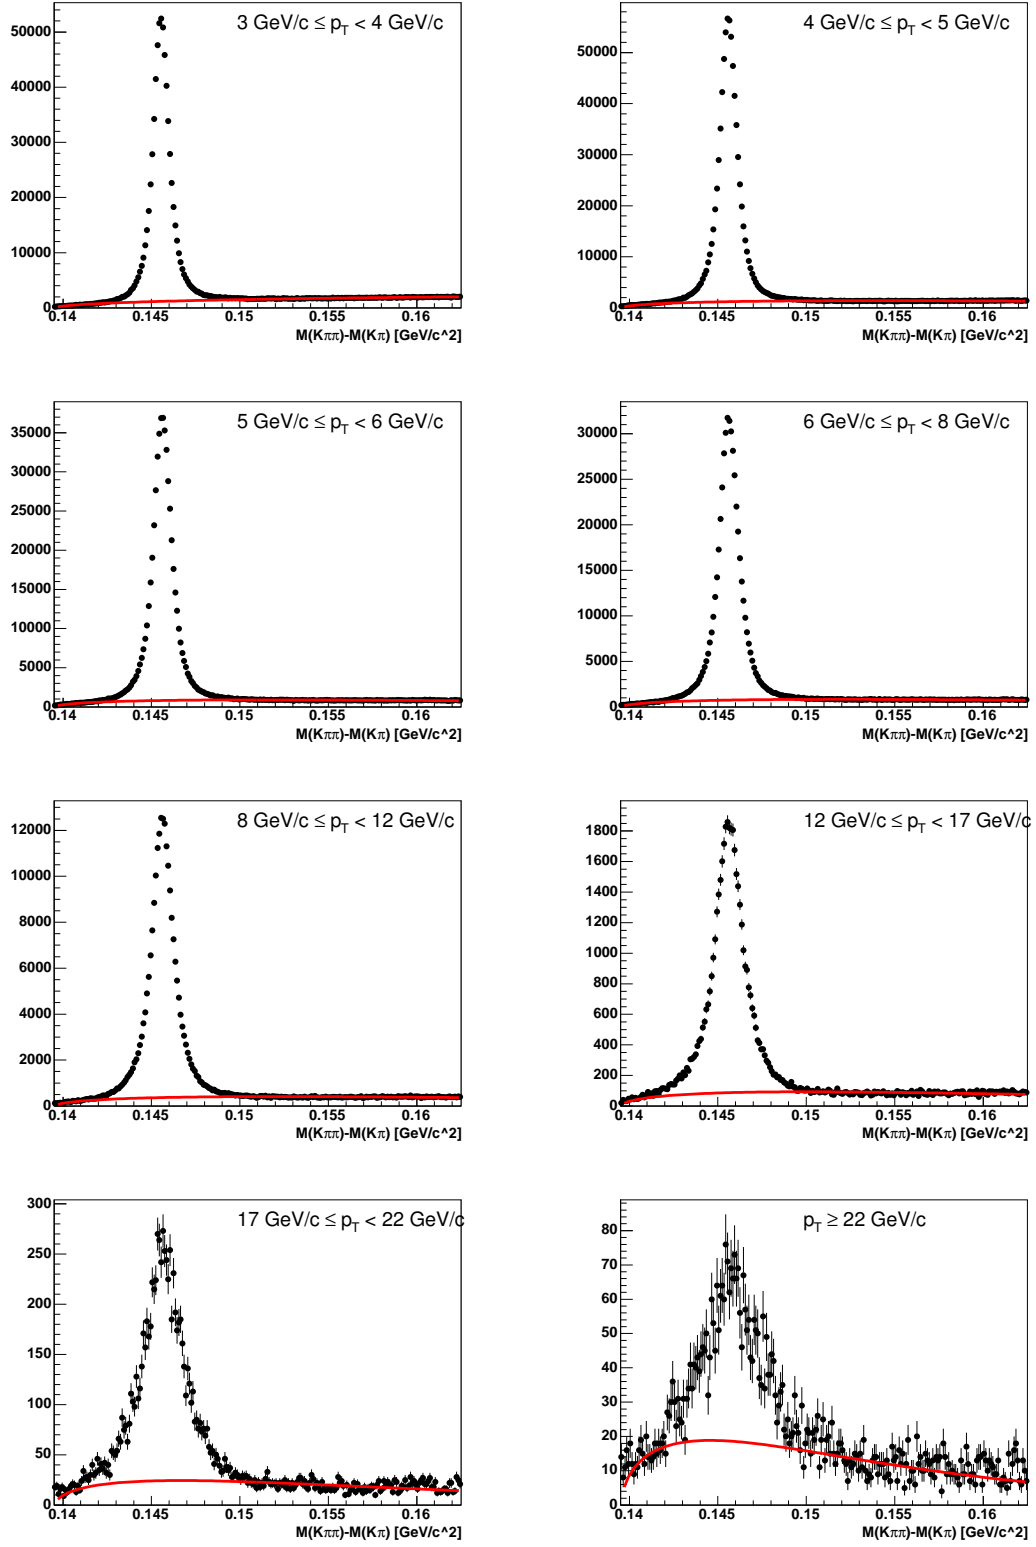 3 GeV/c ≤ p_T < 4 GeV/c
50000
40000
30000
20000
10000
0
0.14 0.145 0.15 0.155 0.16
M(Kππ)-M(Kπ) [GeV/c^2]
4 GeV/c ≤ p_T < 5 GeV/c
50000
40000
30000
20000
10000
0
0.14 0.145 0.15 0.155 0.16
M(Kππ)-M(Kπ) [GeV/c^2]
5 GeV/c ≤ p_T < 6 GeV/c
35000
30000
25000
20000
15000
10000
5000
0
0.14 0.145 0.15 0.155 0.16
M(Kππ)-M(Kπ) [GeV/c^2]
6 GeV/c ≤ p_T < 8 GeV/c
30000
25000
20000
15000
10000
5000
0
0.14 0.145 0.15 0.155 0.16
M(Kππ)-M(Kπ) [GeV/c^2]
8 GeV/c ≤ p_T < 12 GeV/c
12000
10000
8000
6000
4000
2000
0
0.14 0.145 0.15 0.155 0.16
M(Kππ)-M(Kπ) [GeV/c^2]
12 GeV/c ≤ p_T < 17 GeV/c
1800
1600
1400
1200
1000
800
600
400
200
0
0.14 0.145 0.15 0.155 0.16
M(Kππ)-M(Kπ) [GeV/c^2]
17 GeV/c ≤ p_T < 22 GeV/c
300
250
200
150
100
50
0
0.14 0.145 0.15 0.155 0.16
M(Kππ)-M(Kπ) [GeV/c^2]
p_T ≥ 22 GeV/c
80
70
60
50
40
30
20
10
0
0.14 0.145 0.15 0.155 0.16
M(Kππ)-M(Kπ) [GeV/c^2]